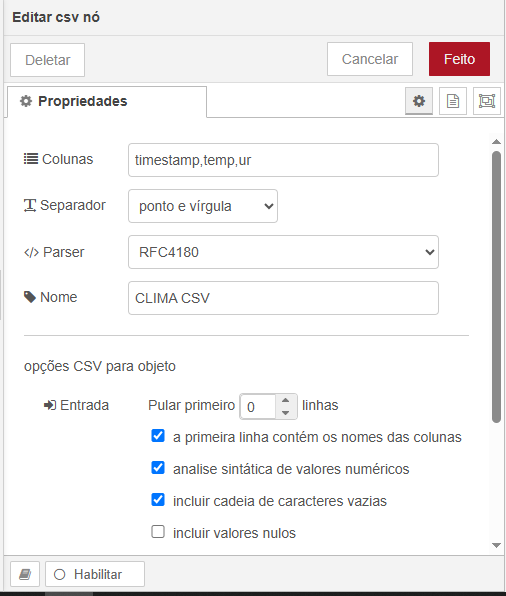 Editar csv nó
Deletar
Cancelar
Feito
Propriedades
Colunas
timestamp,temp,ur
Separador
ponto e vírgula
Parser
RFC4180
Nome
CLIMA CSV
opções CSV para objeto
Entrada
Pular primeiro 0 linhas
a primeira linha contém os nomes das colunas
analise sintática de valores numéricos
incluir cadeia de caracteres vazias
incluir valores nulos
Habilitar